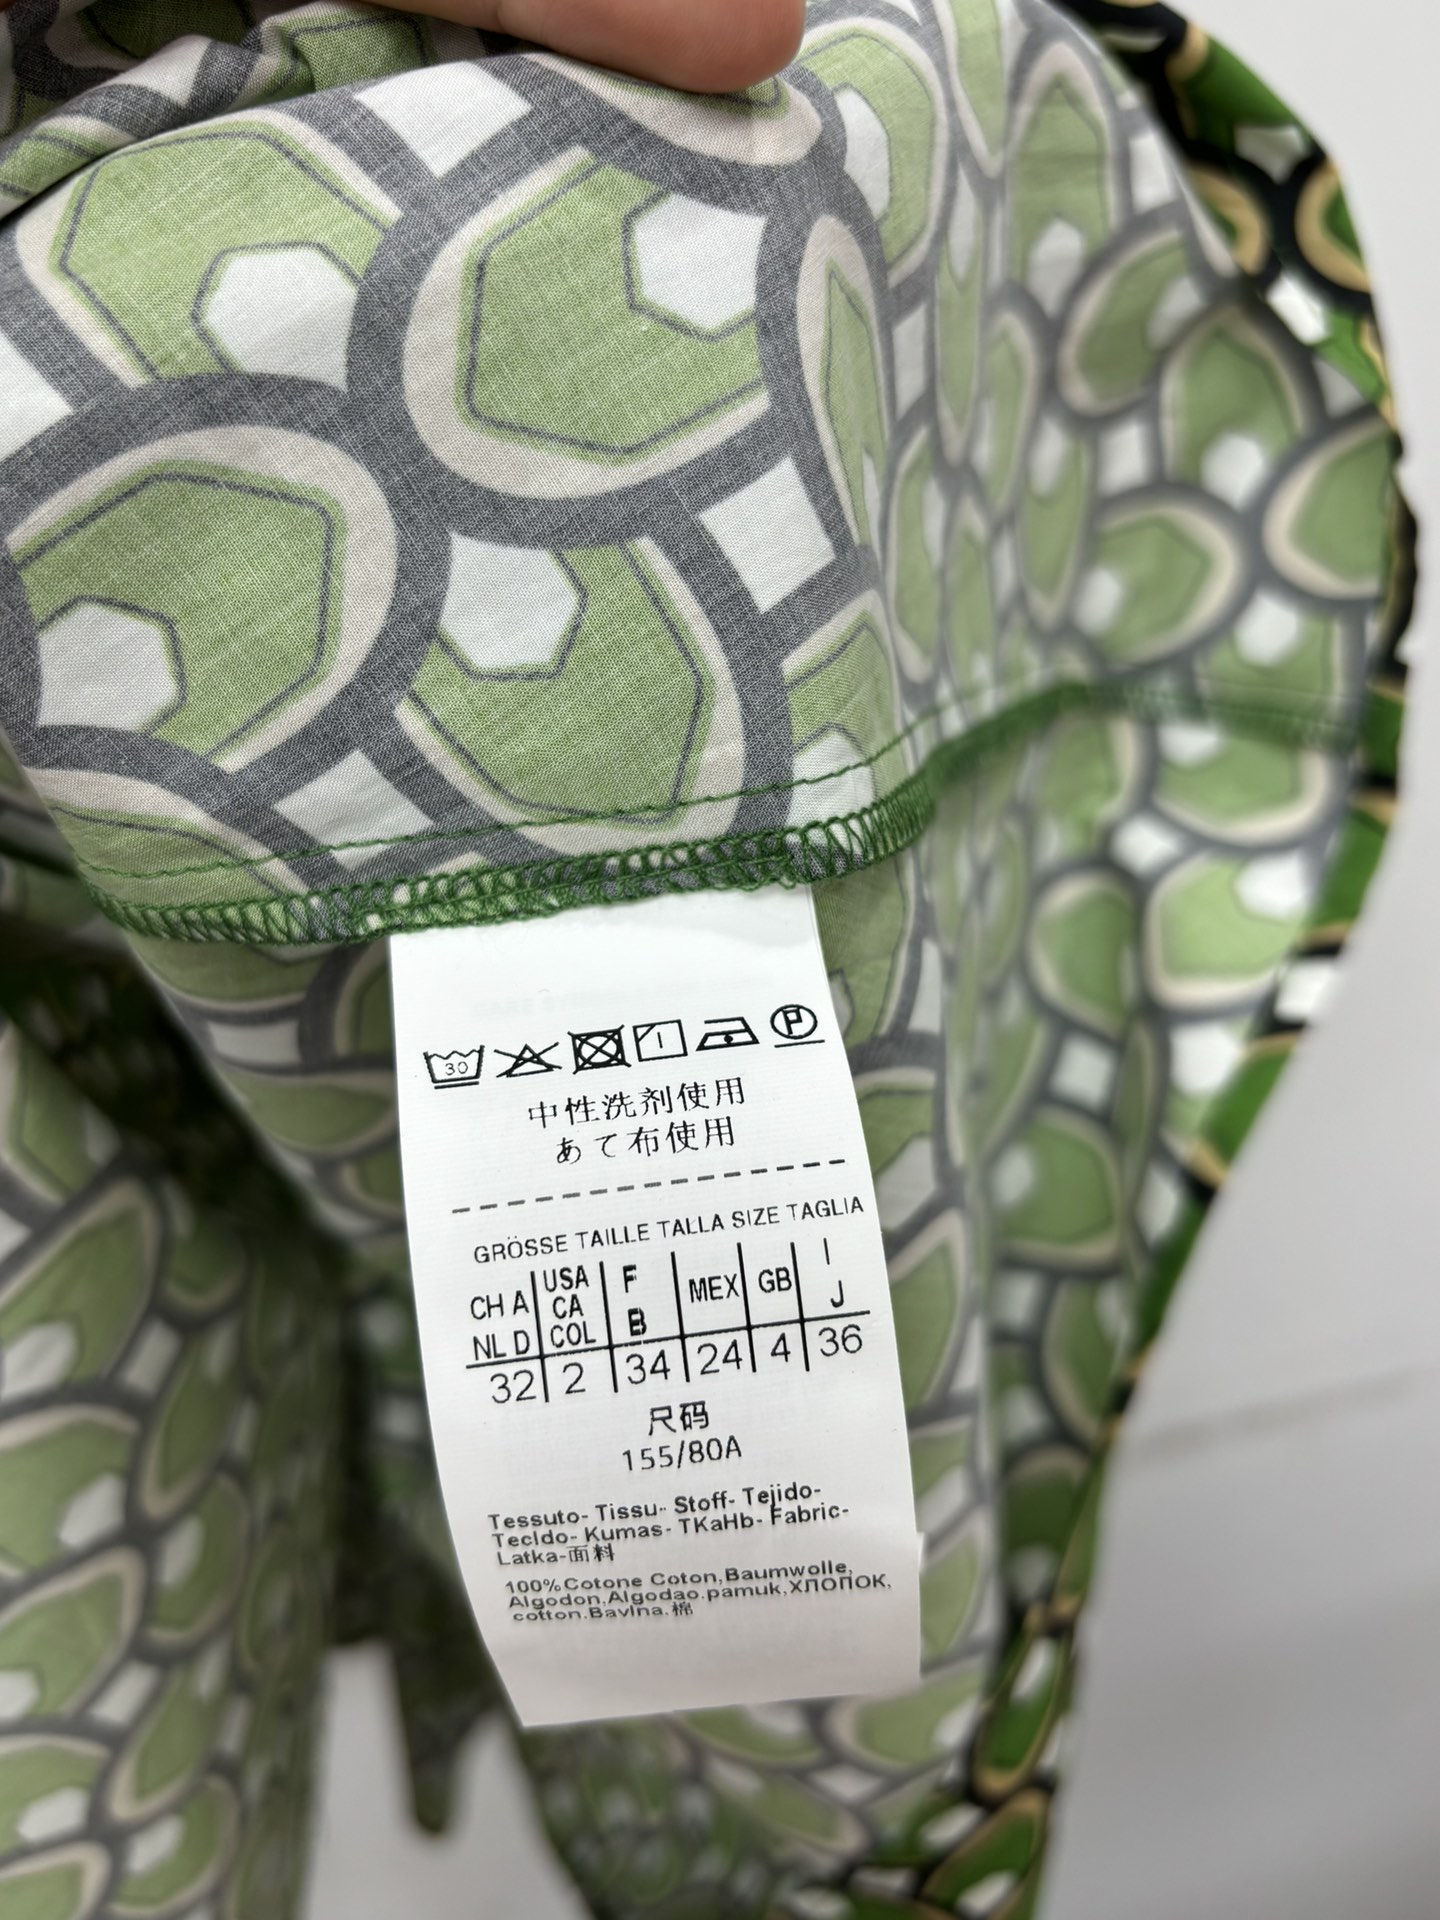 30 P
中性洗剤使用
あて布使用
GRÖSSE TAILLE TALLA SIZE TAGLIA
CH A NL D | USA CA COL | F B | MEX | GB | I J
32 | 2 | 34 | 24 | 4 | 36
尺码
155/80A
Tessuto- Tissu- Stoff- Tejido-
Tecldo- Kumas- TKaHb- Fabric-
Latka-面料
100%Cotone Coton,Baumwolle,
Algodon,Algodao.pamuk,ХЛОПОК,
cotton.Bavlna.棉